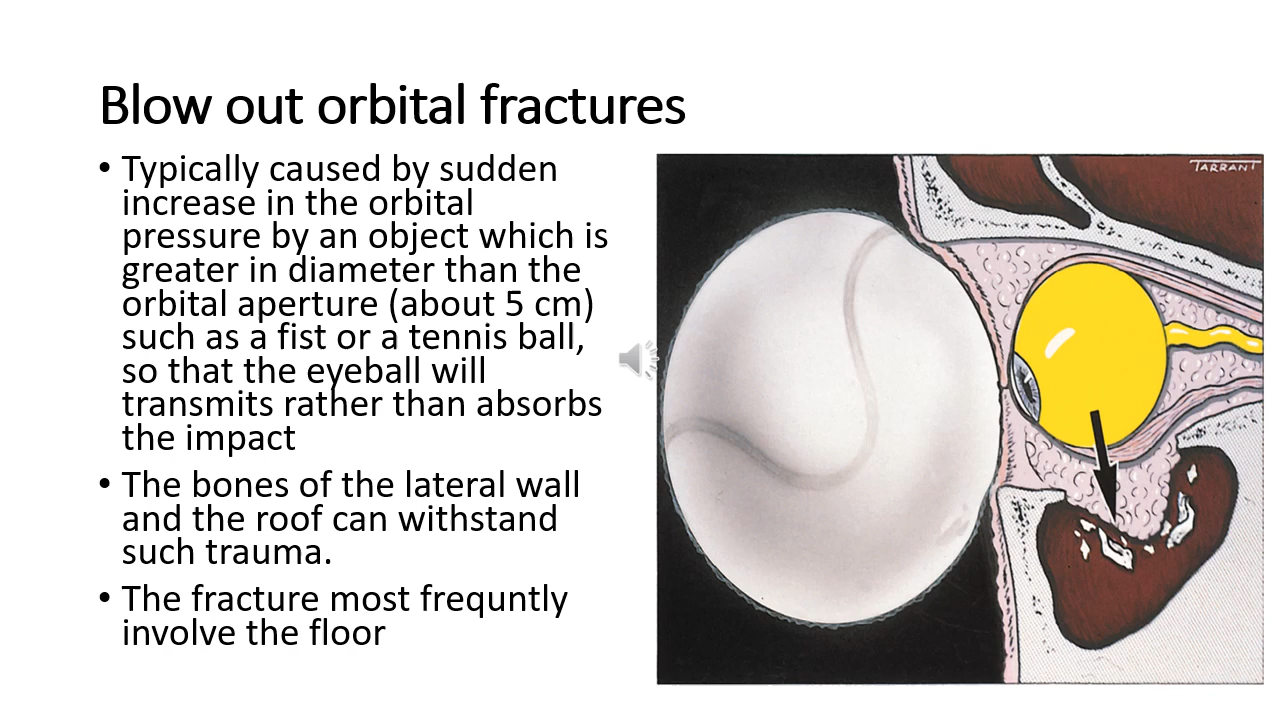 Blow out orbital fractures
• Typically caused by sudden
increase in the orbital
pressure by an object which is
greater in diameter than the
orbital aperture (about 5 cm)
such as a fist or a tennis ball,
so that the eyeball will
transmits rather than absorbs
the impact
• The bones of the lateral wall
and the roof can withstand
such trauma.
• The fracture most frequntly
involve the floor
TARRANT